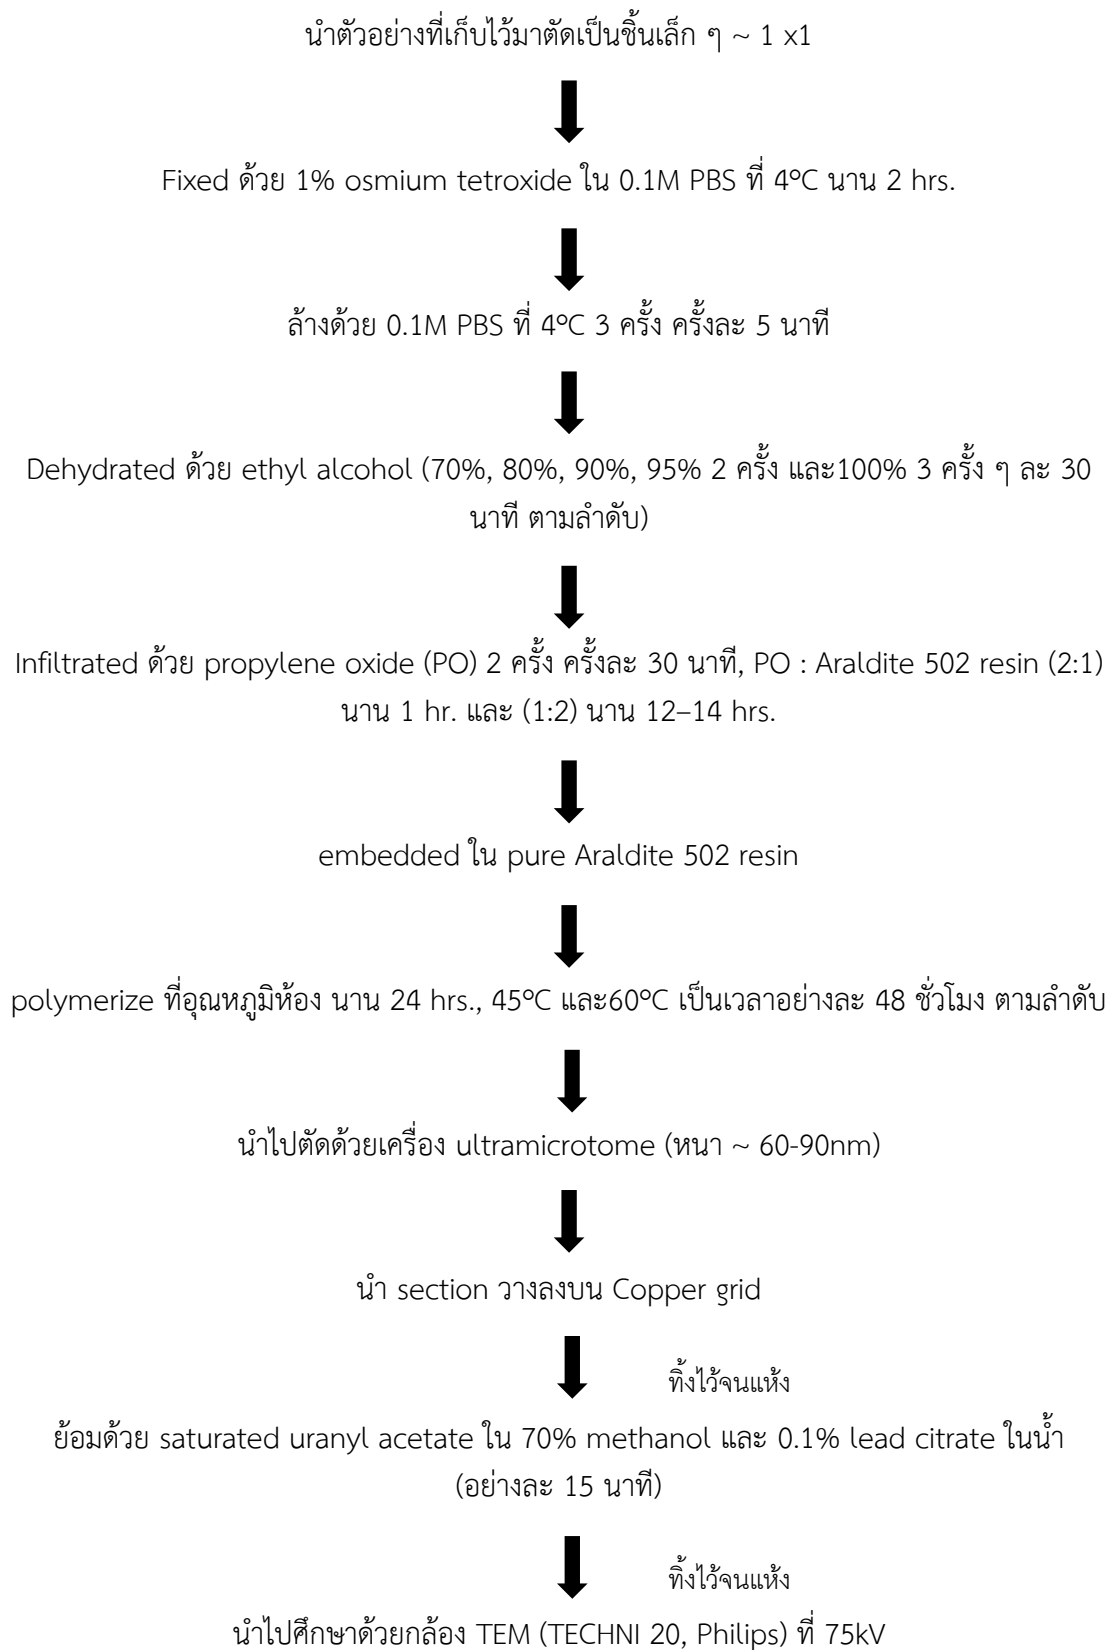 นำตัวอย่างที่เก็บไว้มาตัดเป็นชิ้นเล็ก ๆ ~ 1 x1
Fixed ด้วย 1% osmium tetroxide ใน 0.1M PBS ที่ 4ºC นาน 2 hrs.
ล้างด้วย 0.1M PBS ที่ 4ºC 3 ครั้ง ครั้งละ 5 นาที
Dehydrated ด้วย ethyl alcohol (70%, 80%, 90%, 95% 2 ครั้ง และ100% 3 ครั้ง ๆ ละ 30
นาที ตามลำดับ)
Infiltrated ด้วย propylene oxide (PO) 2 ครั้ง ครั้งละ 30 นาที, PO : Araldite 502 resin (2:1)
นาน 1 hr. และ (1:2) นาน 12–14 hrs.
embedded ใน pure Araldite 502 resin
polymerize ที่อุณหภูมิห้อง นาน 24 hrs., 45ºC และ60ºC เป็นเวลาอย่างละ 48 ชั่วโมง ตามลำดับ
นำไปตัดด้วยเครื่อง ultramicrotome (หนา ~ 60-90nm)
นำ section วางลงบน Copper grid
ทิ้งไว้จนแห้ง
ย้อมด้วย saturated uranyl acetate ใน 70% methanol และ 0.1% lead citrate ในน้ำ
(อย่างละ 15 นาที)
ทิ้งไว้จนแห้ง
นำไปศึกษาด้วยกล้อง TEM (TECHNI 20, Philips) ที่ 75kV